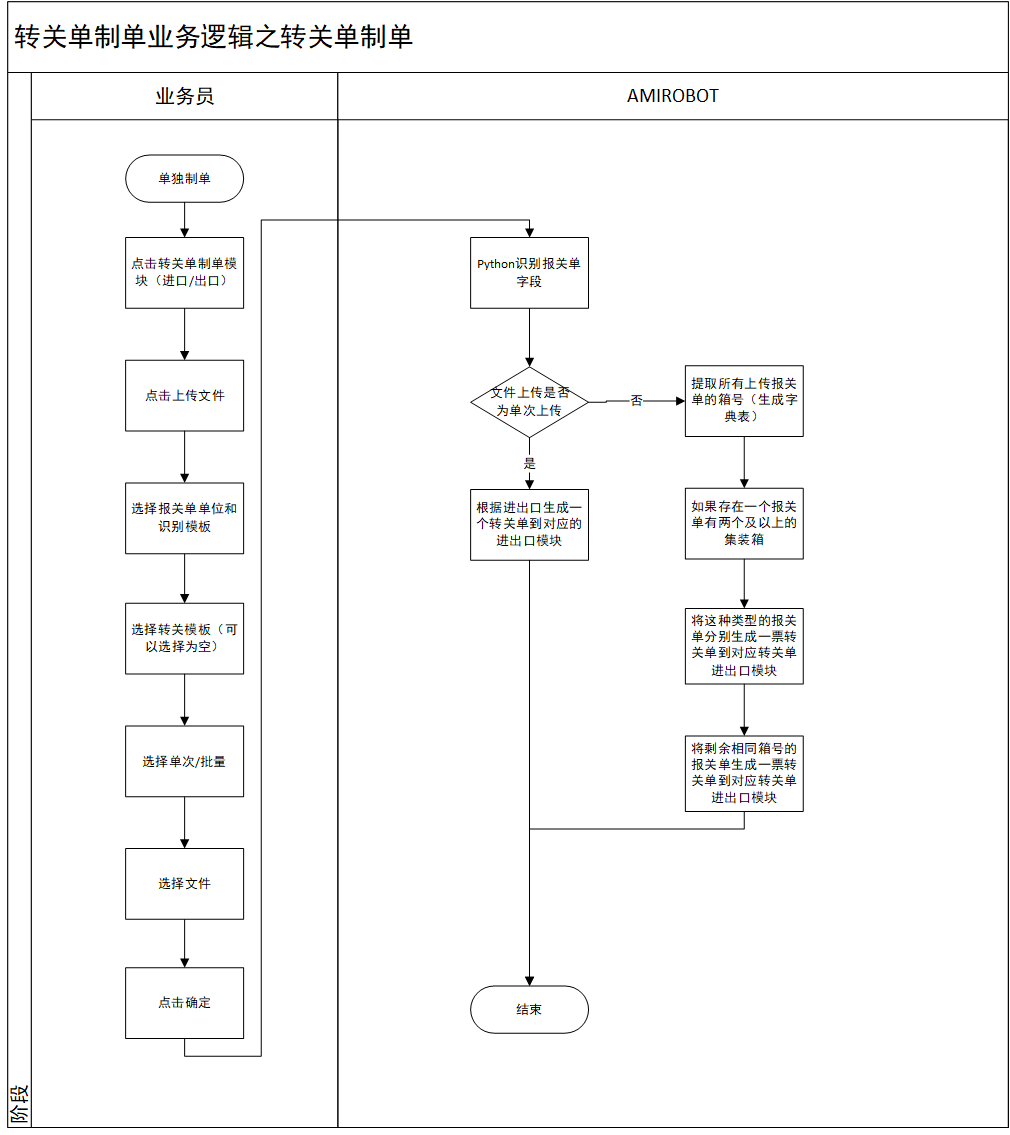 转关单制单业务逻辑之转关单制单
业务员
AMIROBOT
单独制单
点击转关单制单模
块（进口/出口）
点击上传文件
选择报关单单位和
识别模板
选择转关模板（可
以选择为空）
选择单次/批量
选择文件
点击确定
Python识别报关单
字段
文件上传是否
为单次上传
否
是
根据进出口生成一
个转关单到对应的
进出口模块
提取所有上传报关
单的箱号（生成字
典表）
如果存在一个报关
单有两个及以上的
集装箱
将这种类型的报关
单分别生成一票转
关单到对应转关单
进出口模块
将剩余相同箱号的
报关单生成一票转
关单到对应转关单
进出口模块
结束
阶段